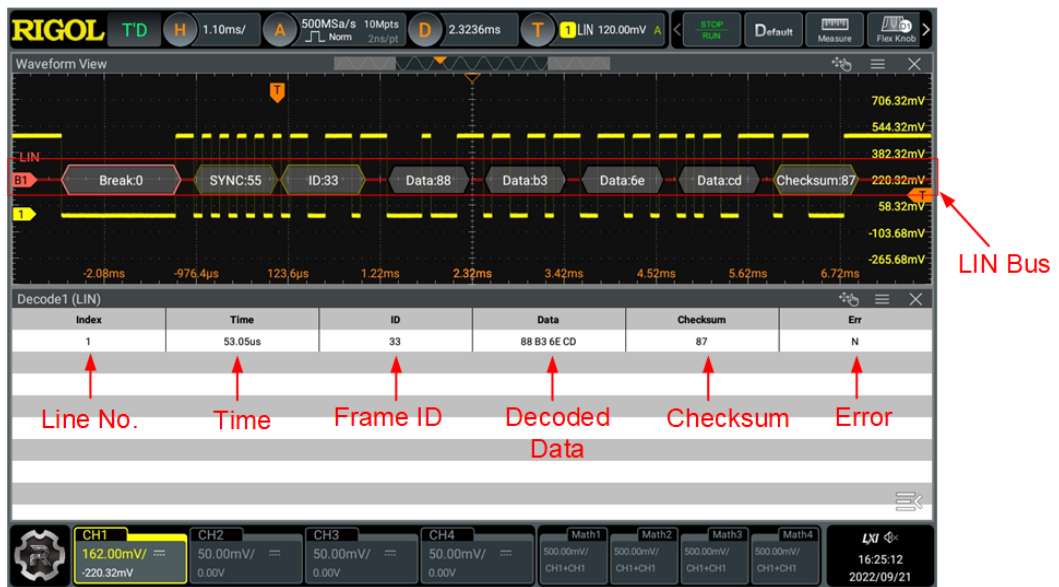 RIGOL T'D H 1.10ms/ A 500MSa/s 10Mpts D 2.3236ms T 1 LIN 120.00mV A < STOP Default Measure Flex Knob >
Norm 2ns/pt RUN
Waveform View
T
706.32mV
544.32mV
LIN 382.32mV
B1 Break:0 SYNC:55 ID:33 Data:88 Data:b3 Data:6e Data:cd Checksum:87 220.32mV
T
1 58.32mV
-103.68mV
-265.68mV
LIN Bus
-2.08ms -976.4µs 123.6µs 1.22ms 2.32ms 3.42ms 4.52ms 5.62ms 6.72ms
Decode1 (LIN)
Index Time ID Data Checksum Err
1 53.05us 33 88 B3 6E CD 87 N
Line No. Time Frame ID Decoded Checksum Error
Data
CH1 CH2 CH3 CH4 Math1 Math2 Math3 Math4 LXI
162.00mV/ 50.00mV/ 50.00mV/ 50.00mV/ 500.00mV/ 500.00mV/ 500.00mV/ 500.00mV/ 16:25:12
-220.32mV 0.00V 0.00V 0.00V CH1+CH1 CH1+CH1 CH1+CH1 CH1+CH1 2022/09/21